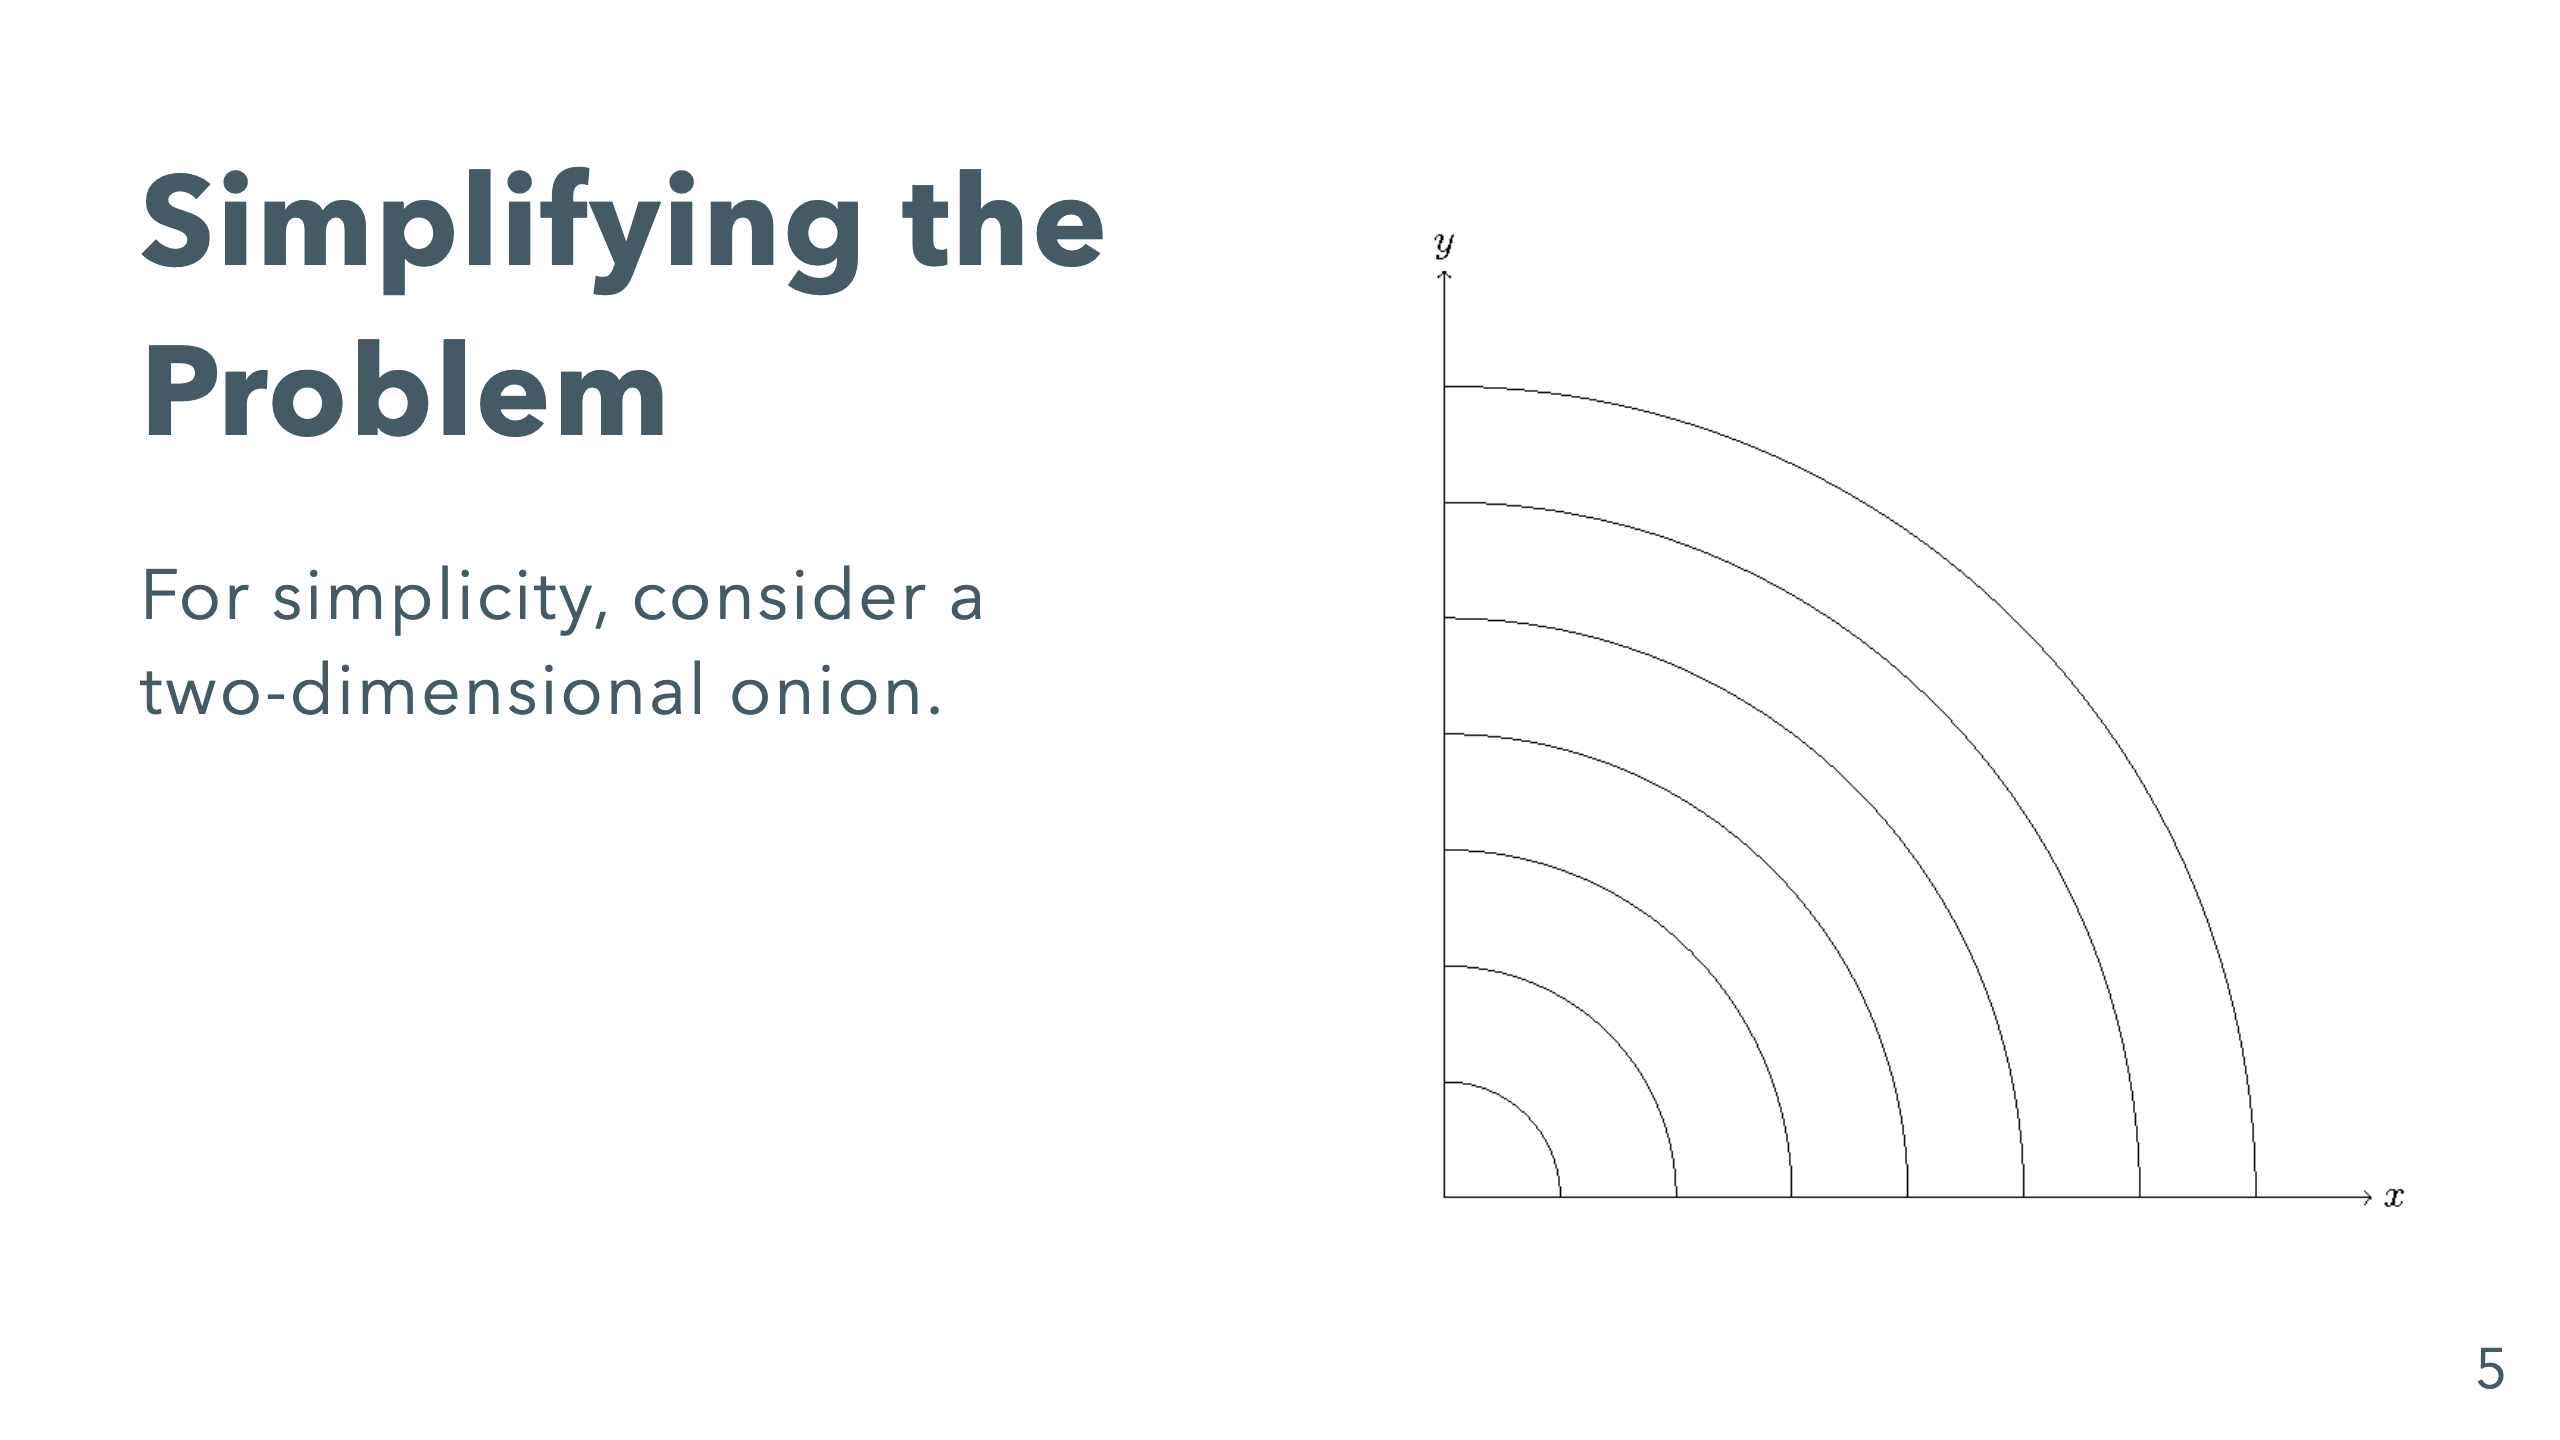 Simplifying the
Problem
For simplicity, consider a
two-dimensional onion.
y
x
5